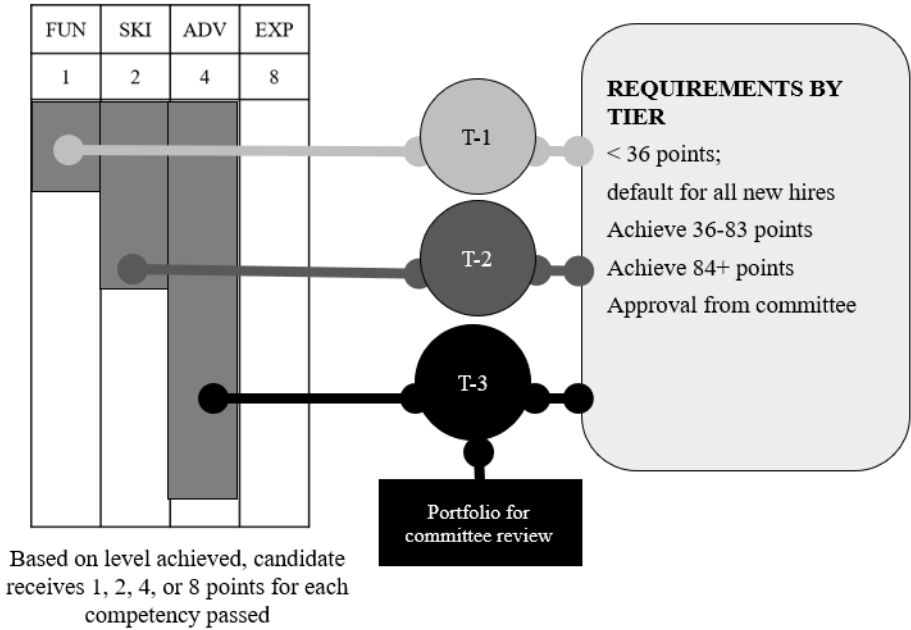 FUN SKI ADV EXP
1 2 4 8
T-1
T-2
T-3
Portfolio for
committee review
REQUIREMENTS BY
TIER
< 36 points;
default for all new hires
Achieve 36-83 points
Achieve 84+ points
Approval from committee
Based on level achieved, candidate
receives 1, 2, 4, or 8 points for each
competency passed